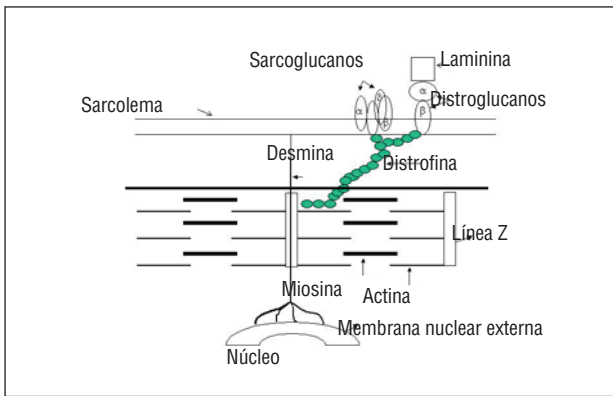 Laminina
Sarcoglucanos
α
Distroglucanos
Sarcolema
α
β
β
Desmina
Distrofina
Línea Z
Miosina
Actina
Membrana nuclear externa
Núcleo